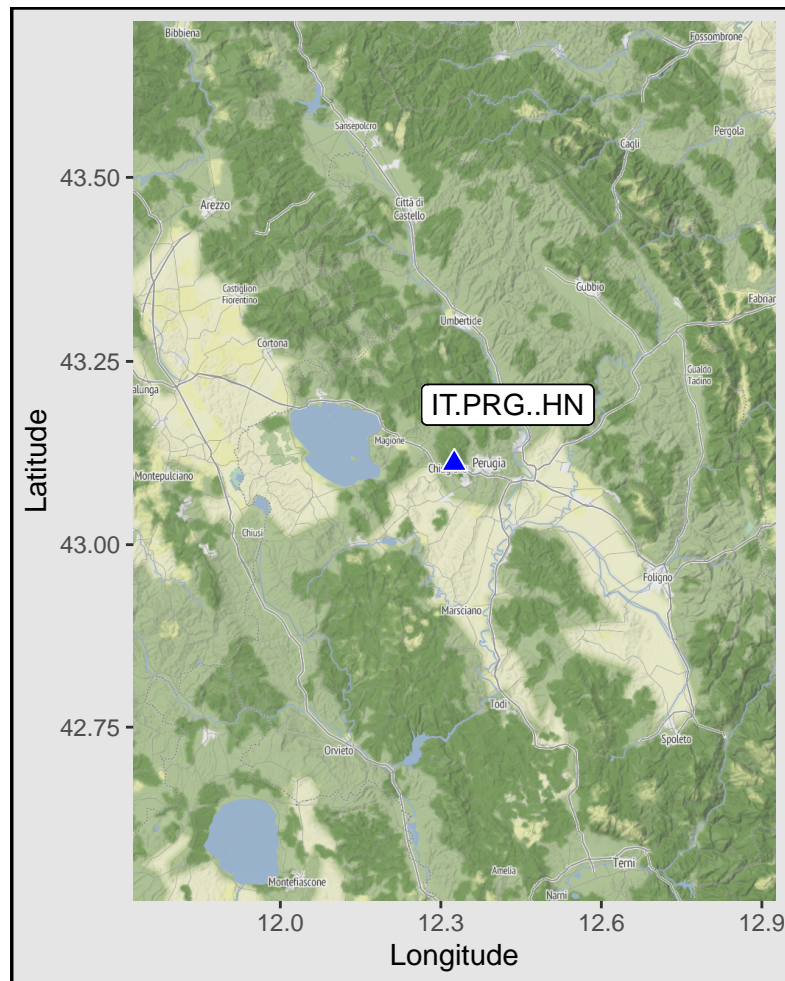 Bibbiena
Fossombrone
Sansepolcro
Pergola
Cagli
43.50
Arezzo
Città di
Castello
Castiglion
Fiorentino
Gubbio
Fabrian
Umbertide
43.25
Cortona
Gualdo
Tadino
alunga
IT.PRG..HN
Magione
Perugia
Montepulciano
Latitude
Chiusi
43.00
Foligno
Marsciano
Todi
42.75
Spoleto
Orvieto
Terni
Amelia
Montefiascone
Narni
12.0
12.3
12.6
12.9
Longitude